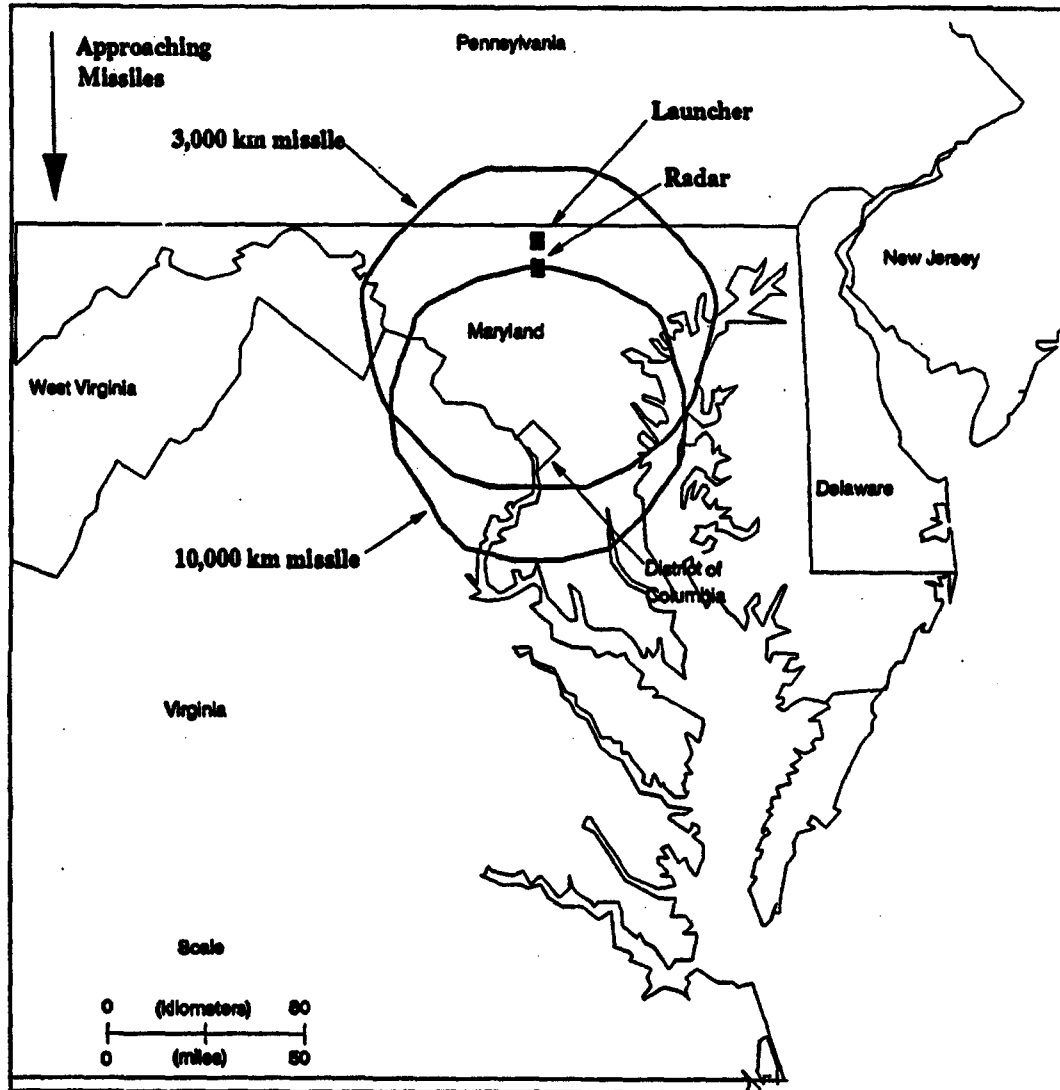 Approaching
Missiles
Pennsylvania
Launcher
3,000 km missile
Radar
New Jersey
Maryland
West Virginia
Delaware
10,000 km missile
District of
Columbia
Virginia
Scale
0 (kilometers) 80
0 (miles) 50